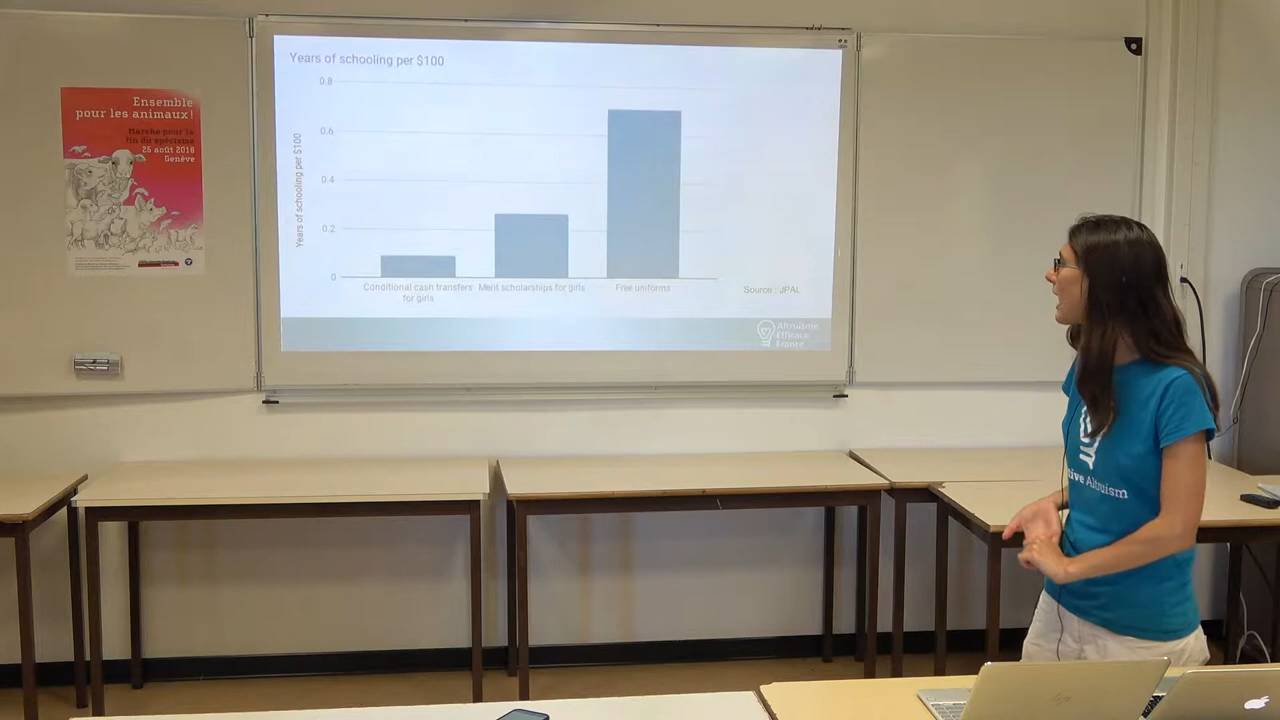 Ensemble
pour les animaux!
Marche pour la
fin du spécisme
25 août 2018
Genève
Years of schooling per $100
Years of schooling per $100
0.8
0.6
0.4
0.2
0
Conditional cash transfers
for girls
Merit scholarships for girls
Free uniforms
Source : JPAL
Altruisme
Efficace
France
tive Altruism